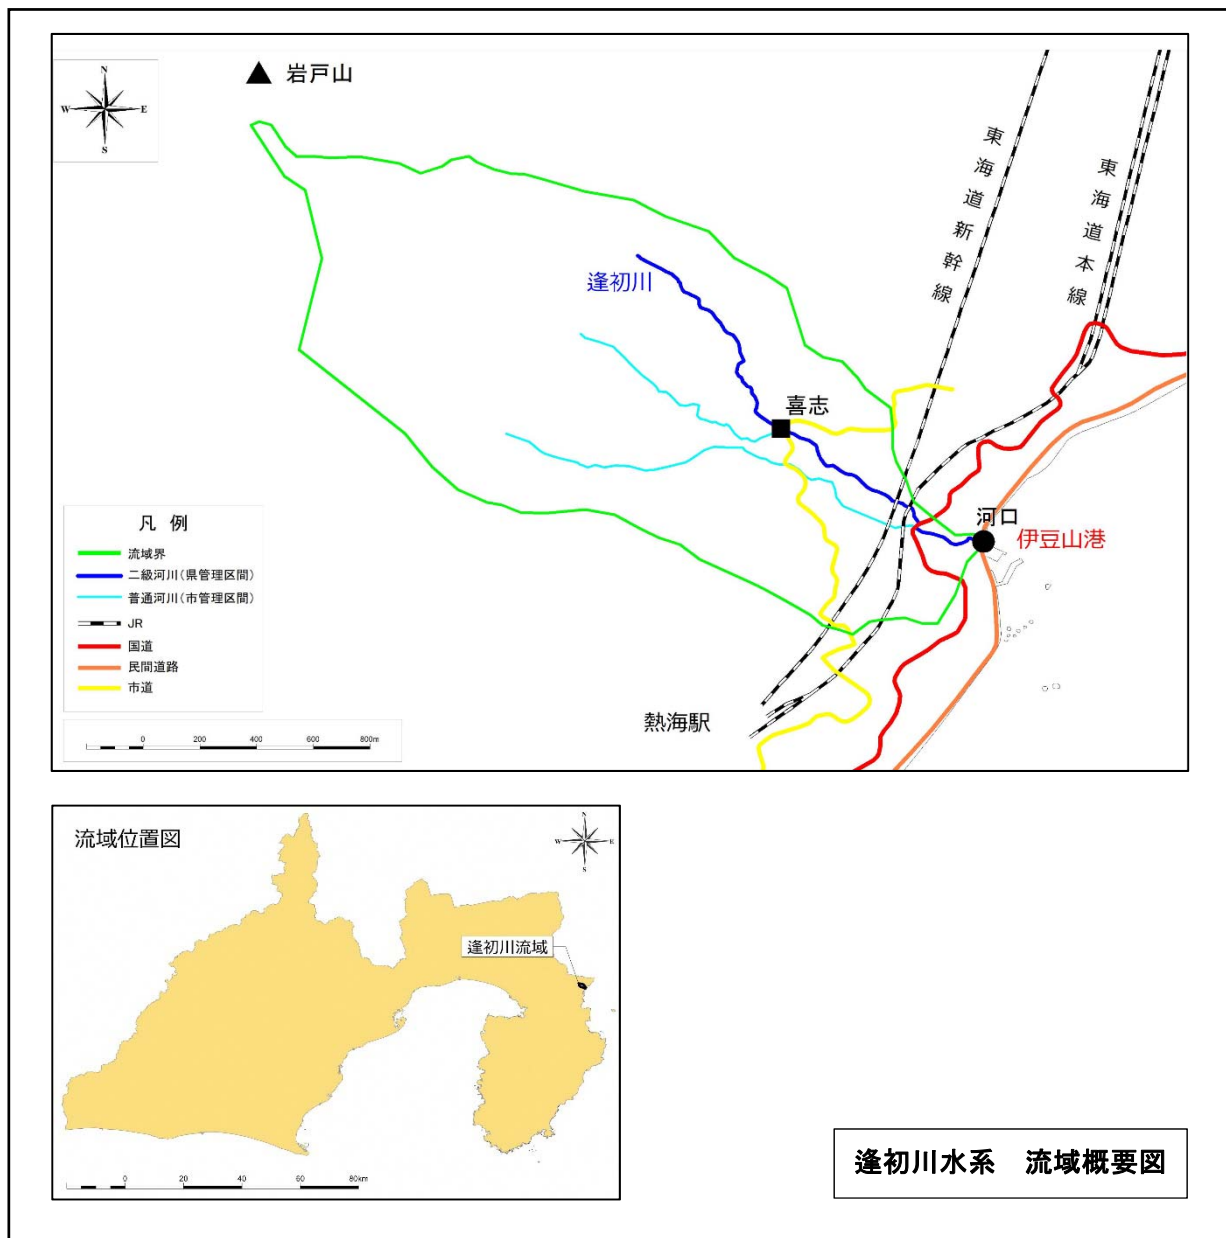 岩戸山
N
W
E
S
東海道新幹線
東海道本線
逢初川
喜志
河口
伊豆山港
熱海駅
凡 例
流域界
二級河川(県管理区間)
普通河川(市管理区間)
JR
国道
民間道路
市道
0 200 400 600 800m
流域位置図
N
W
E
S
逢初川流域
0 20 40 60 80km
逢初川水系 流域概要図